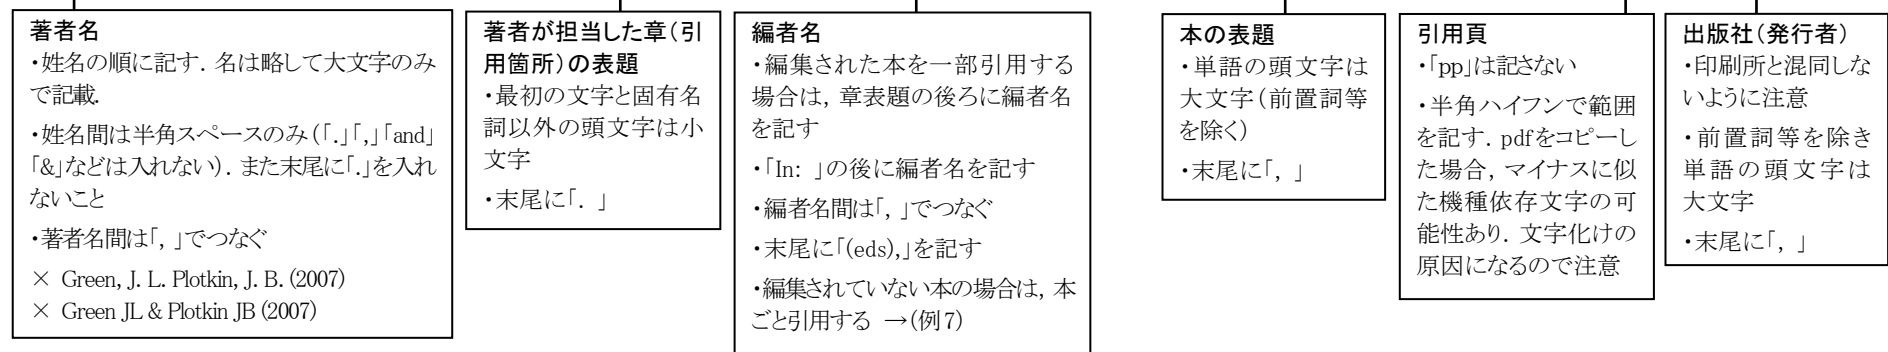 著者名
・姓名の順に記す．名は略して大文字のみ
で記載.
・姓名間は半角スペースのみ(「.」「,」「and」
「&」などは入れない)．また末尾に「.」を入れ
ないこと
・著者名間は「, 」でつなぐ
× Green, J. L. Plotkin, J. B. (2007)
× Green JL & Plotkin JB (2007)
著者が担当した章(引
用箇所)の表題
・最初の文字と固有名
詞以外の頭文字は小
文字
・末尾に「. 」
編者名
・編集された本を一部引用する
場合は, 章表題の後ろに編者名
を記す
・「In: 」の後に編者名を記す
・編者名間は「, 」でつなぐ
・末尾に「(eds),」を記す
・編集されていない本の場合は, 本
ごと引用する →(例7)
本の表題
・単語の頭文字は
大文字(前置詞等
を除く)
・末尾に「, 」
引用頁
・「pp」は記さない
・半角ハイフンで範囲
を記す．pdfをコピーし
た場合, マイナスに似
た機種依存文字の可
能性あり．文字化けの
原因になるので注意
出版社(発行者)
・印刷所と混同しな
いように注意
・前置詞等を除き
単語の頭文字は
大文字
・末尾に「, 」